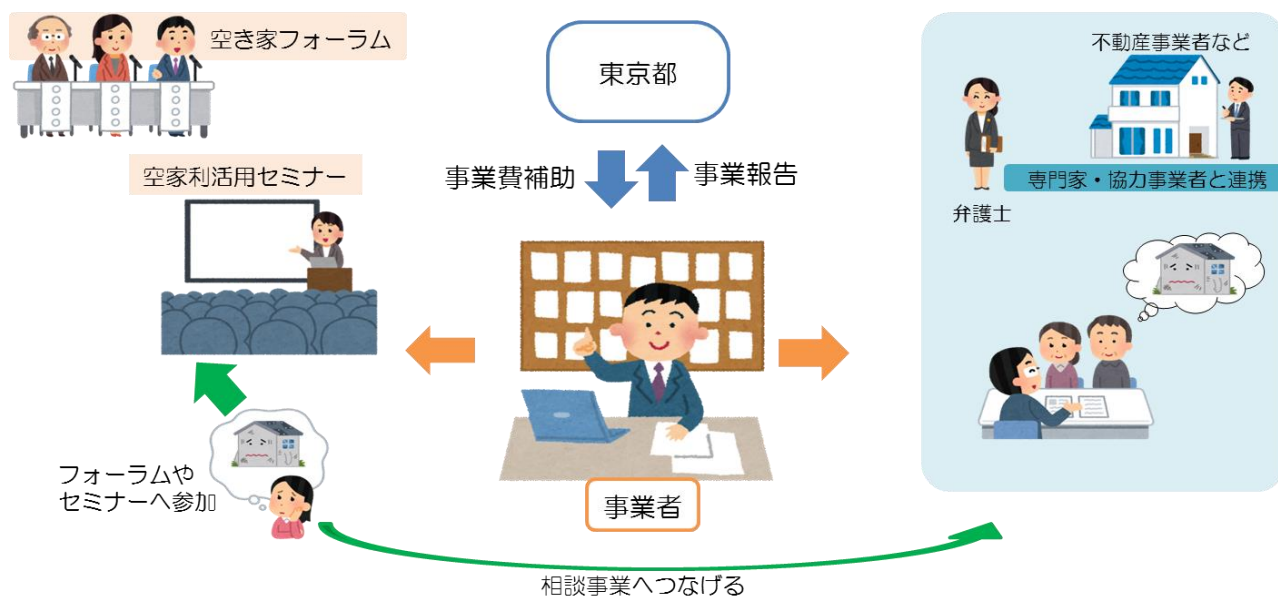 空き家フォーラム
空家利活用セミナー
東京都
事業費補助
事業報告
不動産事業者など
専門家・協力事業者と連携
弁護士
フォーラムや
セミナーへ参加
事業者
相談事業へつなげる